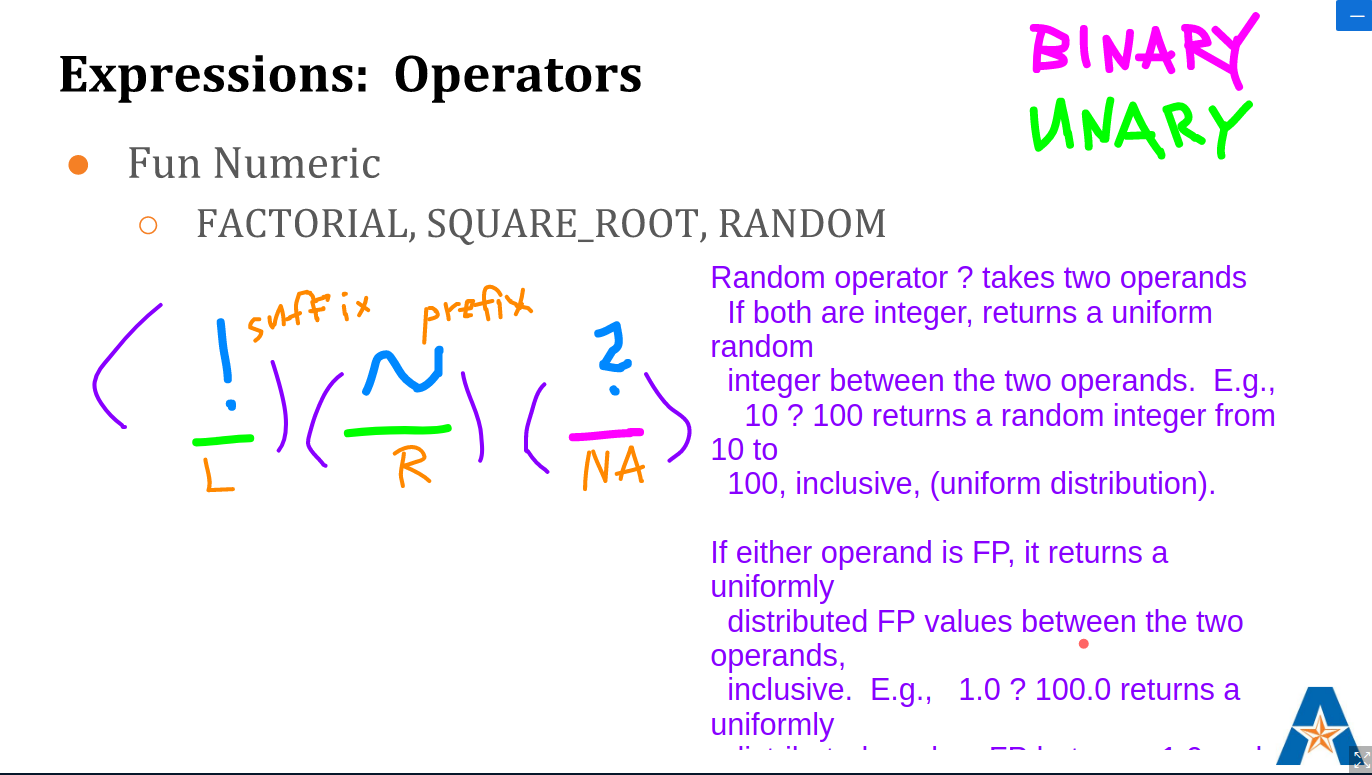 Expressions: Operators
BINARY
UNARY
Fun Numeric
FACTORIAL, SQUARE_ROOT, RANDOM
suffix
prefix
( ! ) ( ~ ) ( ? )
L
R
NA
Random operator ? takes two operands
If both are integer, returns a uniform
random
integer between the two operands. E.g.,
10 ? 100 returns a random integer from
10 to
100, inclusive, (uniform distribution).
If either operand is FP, it returns a
uniformly
distributed FP values between the two
operands,
inclusive. E.g., 1.0 ? 100.0 returns a
uniformly